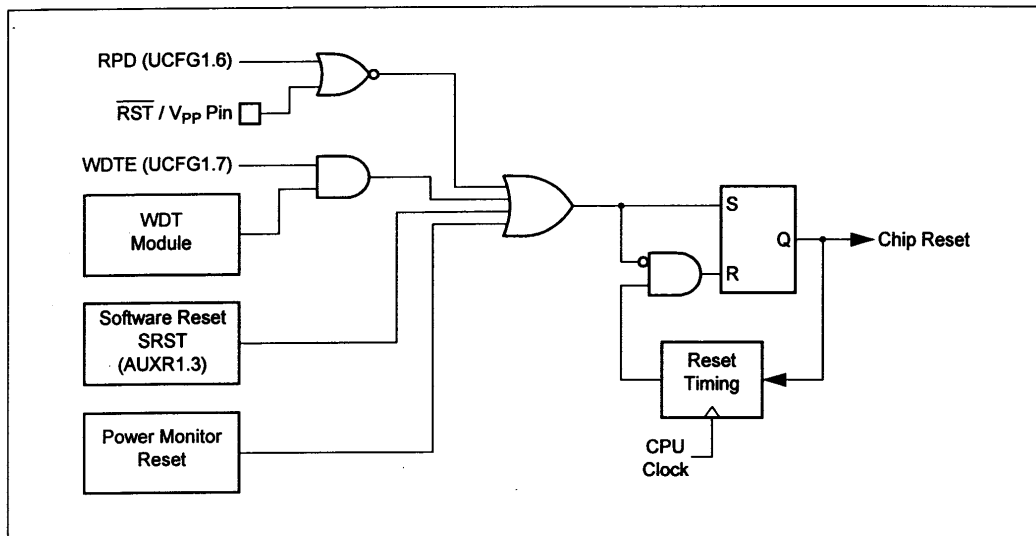 RPD (UCFG1.6)
RST / VPP Pin
WDTE (UCFG1.7)
WDT
Module
Software Reset
SRST
(AUXR1.3)
Power Monitor
Reset
S
Q
R
Chip Reset
Reset
Timing
CPU
Clock